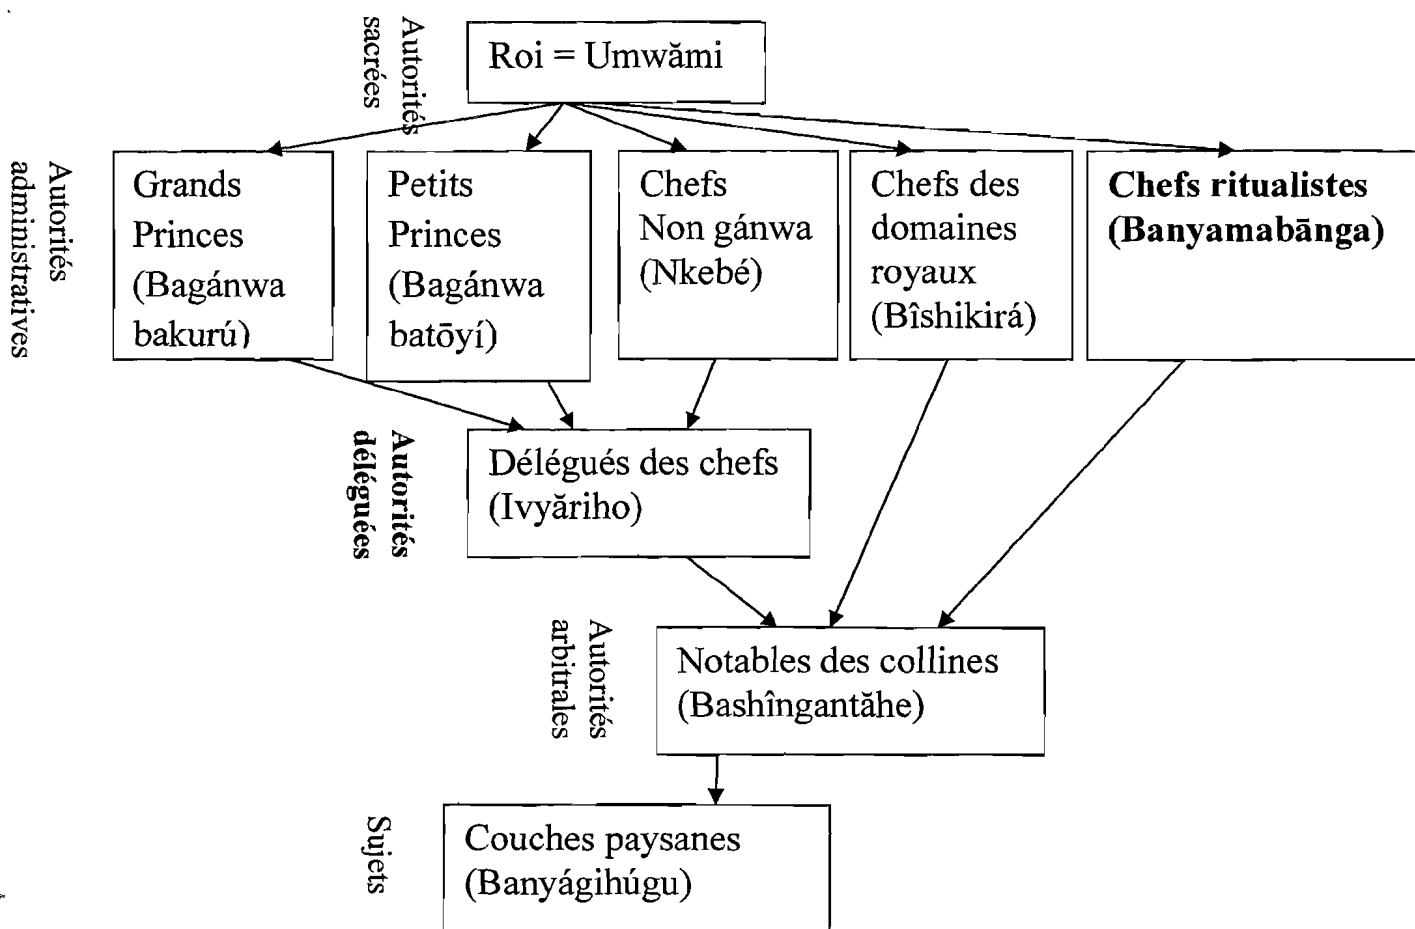 Autorités
sacrées
Roi = Umwămi
Autorités
administratives
Grands
Princes
(Bagánwa
bakurú)
Petits
Princes
(Bagánwa
batōyí)
Chefs
Non gánwa
(Nkebé)
Chefs des
domaines
royaux
(Bîshikirá)
Chefs ritualistes
(Banyamabānga)
Autorités
déléguées
Délégués des chefs
(Ivyăriho)
Autorités
arbitrales
Notables des collines
(Bashîngantăhe)
Sujets
Couches paysanes
(Banyágihúgu)